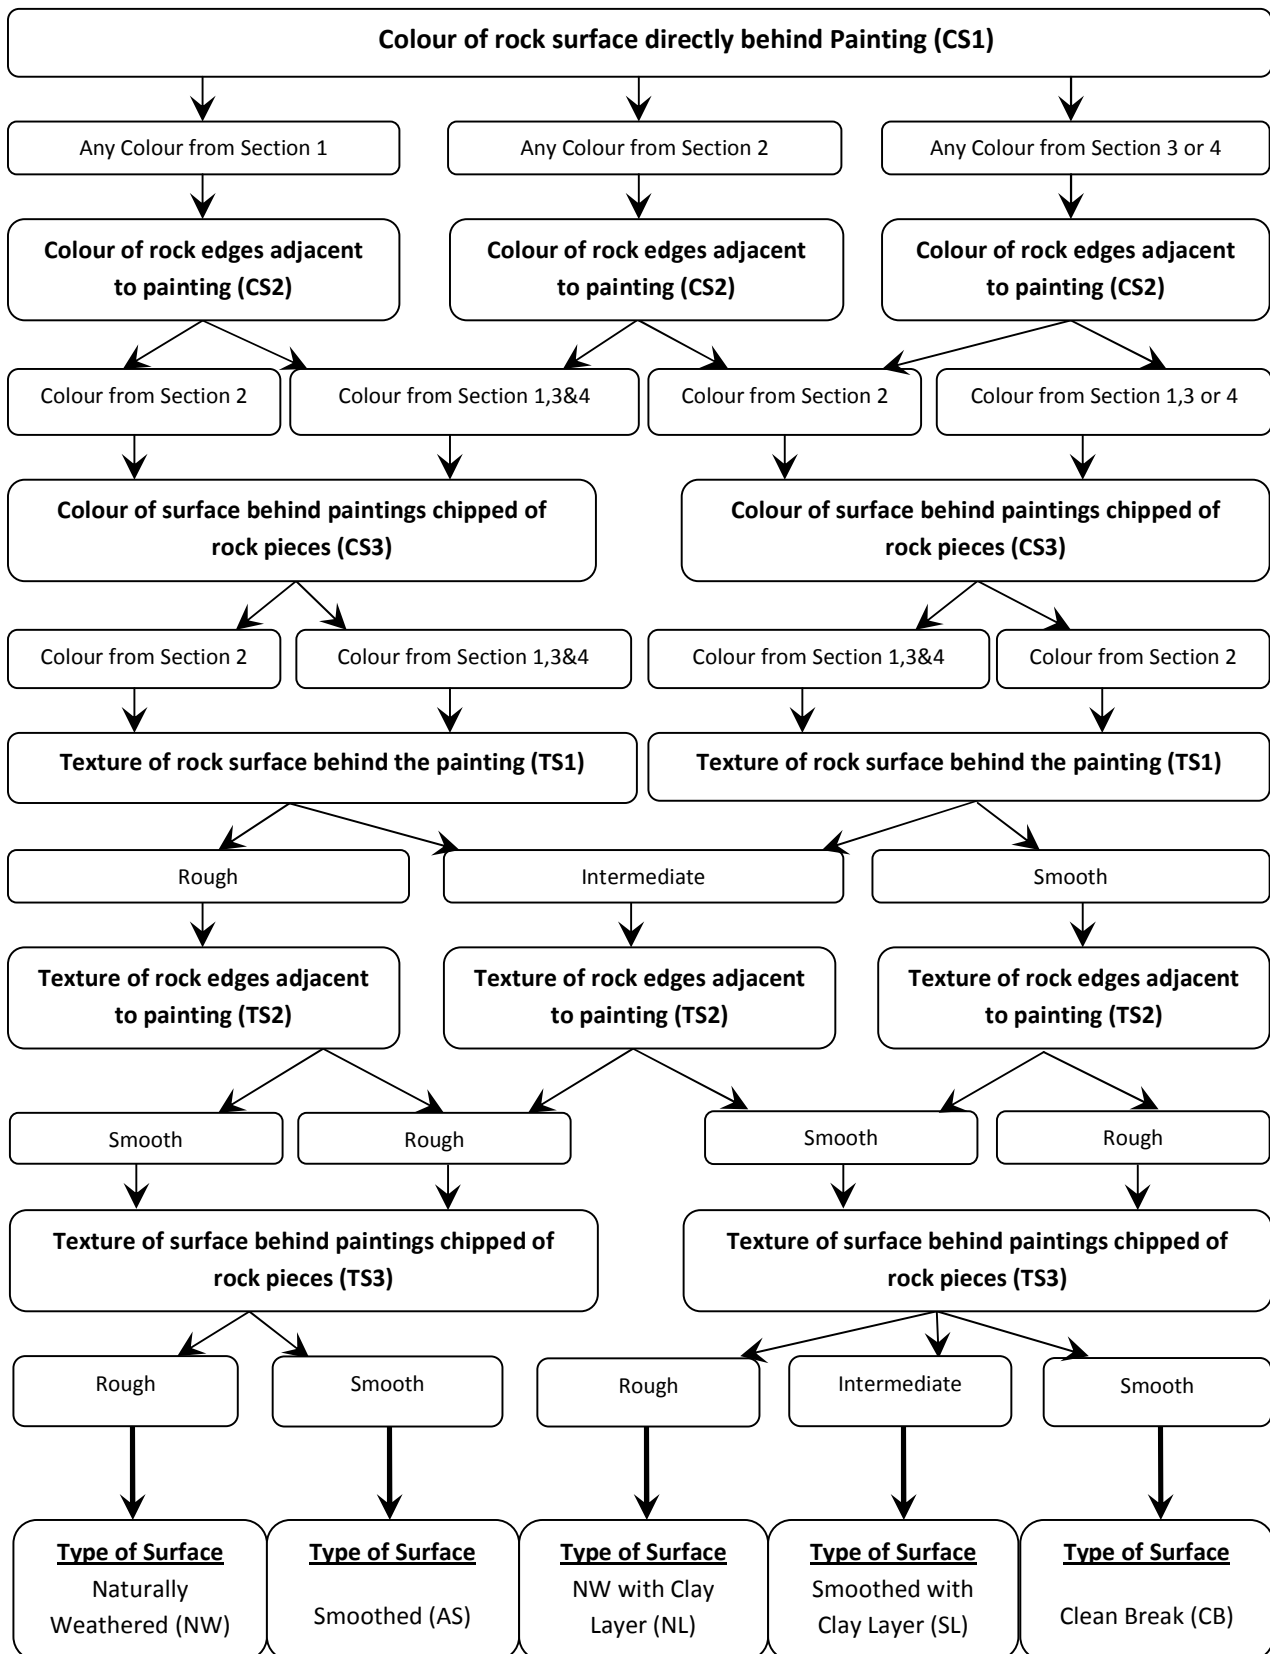 Colour of rock surface directly behind Painting (CS1)
Any Colour from Section 1
Any Colour from Section 2
Any Colour from Section 3 or 4
Colour of rock edges adjacent
to painting (CS2)
Colour of rock edges adjacent
to painting (CS2)
Colour of rock edges adjacent
to painting (CS2)
Colour from Section 2
Colour from Section 1,3&4
Colour from Section 2
Colour from Section 1,3 or 4
Colour of surface behind paintings chipped of
rock pieces (CS3)
Colour of surface behind paintings chipped of
rock pieces (CS3)
Colour from Section 2
Colour from Section 1,3&4
Colour from Section 1,3&4
Colour from Section 2
Texture of rock surface behind the painting (TS1)
Texture of rock surface behind the painting (TS1)
Rough
Intermediate
Smooth
Texture of rock edges adjacent
to painting (TS2)
Texture of rock edges adjacent
to painting (TS2)
Texture of rock edges adjacent
to painting (TS2)
Smooth
Rough
Smooth
Rough
Texture of surface behind paintings chipped of
rock pieces (TS3)
Texture of surface behind paintings chipped of
rock pieces (TS3)
Rough
Smooth
Rough
Intermediate
Smooth
Type of Surface
Naturally
Weathered (NW)
Type of Surface
Smoothed (AS)
Type of Surface
NW with Clay
Layer (NL)
Type of Surface
Smoothed with
Clay Layer (SL)
Type of Surface
Clean Break (CB)